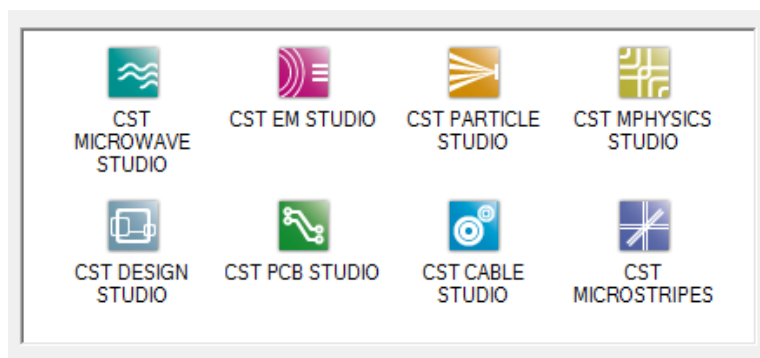 CST
MICROWAVE
STUDIO
CST EM STUDIO
CST PARTICLE
STUDIO
CST MPHYSICS
STUDIO
CST DESIGN
STUDIO
CST PCB STUDIO
CST CABLE
STUDIO
CST
MICROSTRIPES